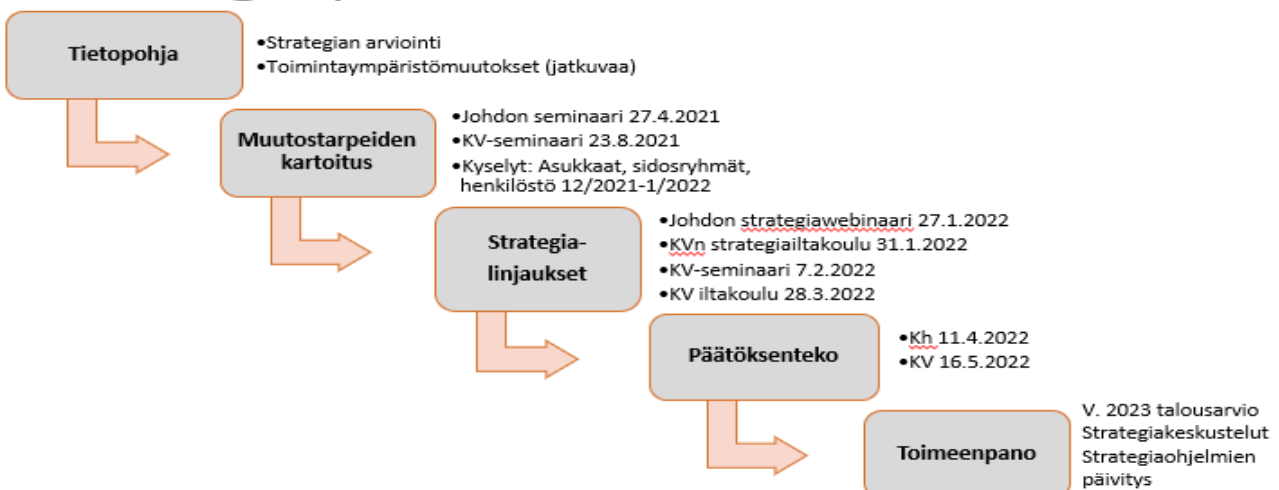 Tietopohja
•Strategian arviointi
•Toimintaympäristömuutokset (jatkuvaa)
Muutostarpeiden
kartoitus
•Johdon seminaari 27.4.2021
•KV-seminaari 23.8.2021
•Kyselyt: Asukkaat, sidosryhmät,
henkilöstö 12/2021-1/2022
Strategia-
linjaukset
•Johdon strategiawebinaari 27.1.2022
•KVn strategiailtakoulu 31.1.2022
•KV-seminaari 7.2.2022
•KV iltakoulu 28.3.2022
Päätöksenteko
•Kh 11.4.2022
•KV 16.5.2022
Toimeenpano
V. 2023 talousarvio
Strategiakeskustelut
Strategiaohjelmien
päivitys